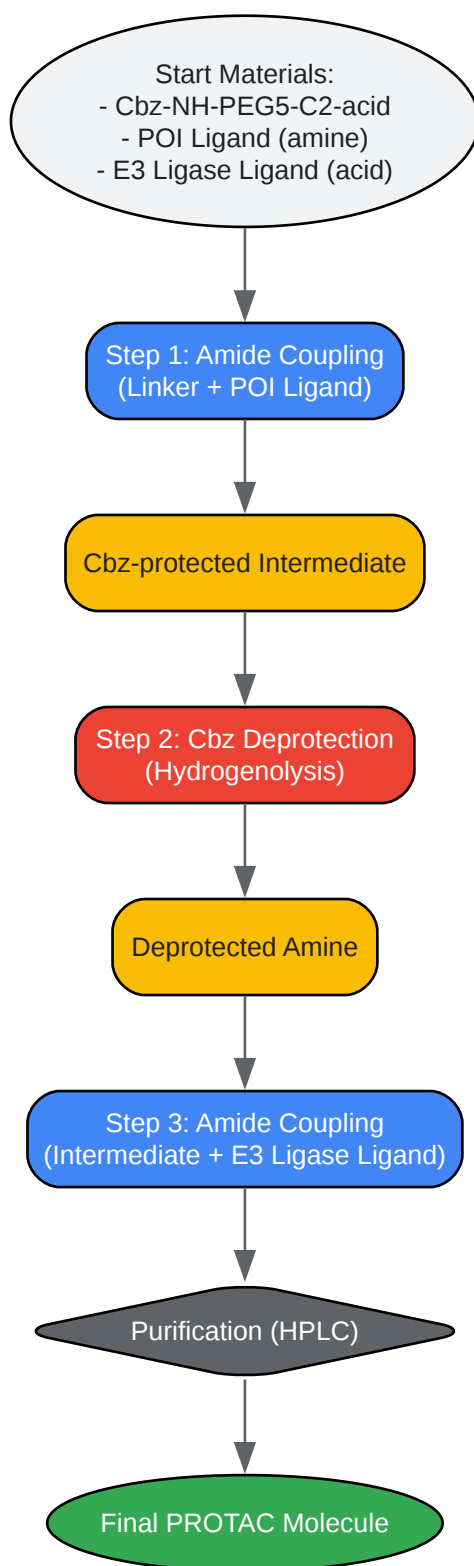 Start Materials:
- Cbz-NH-PEG5-C2-acid
- POI Ligand (amine)
- E3 Ligase Ligand (acid)
Step 1: Amide Coupling
(Linker + POI Ligand)
Cbz-protected Intermediate
Step 2: Cbz Deprotection
(Hydrogenolysis)
Deprotected Amine
Step 3: Amide Coupling
(Intermediate + E3 Ligase Ligand)
Purification (HPLC)
Final PROTAC Molecule